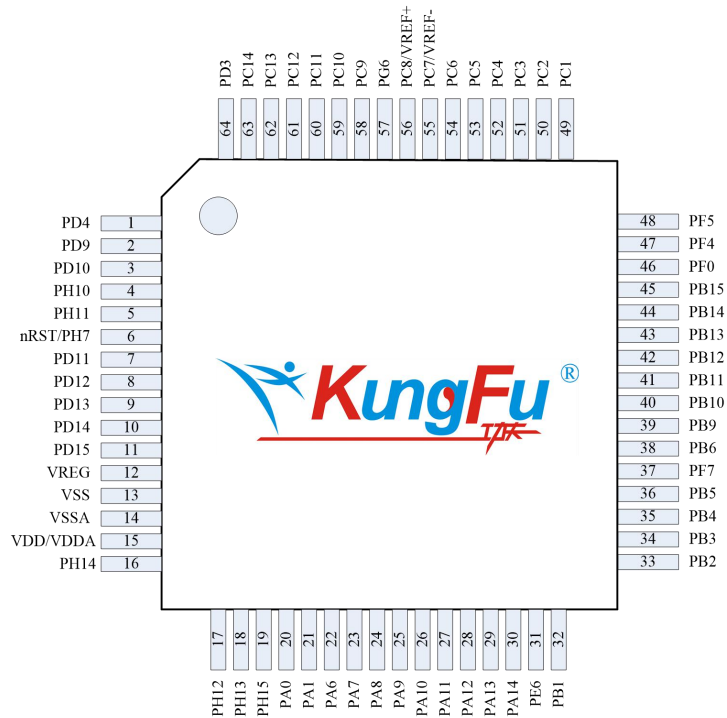 PD3 PC14 PC13 PC12 PC11 PC10 PC9 PG6 PC8/VREF+ PC7/VREF- PC6 PC5 PC4 PC3 PC2 PC1
64 63 62 61 60 59 58 57 56 55 54 53 52 51 50 49
PD4 1
PD9 2
PD10 3
PH10 4
PH11 5
nRST/PH7 6
PD11 7
PD12 8
PD13 9
PD14 10
PD15 11
VREG 12
VSS 13
VSSA 14
VDD/VDDA 15
PH14 16
KungFu®
48 PF5
47 PF4
46 PF0
45 PB15
44 PB14
43 PB13
42 PB12
41 PB11
40 PB10
39 PB9
38 PB6
37 PF7
36 PB5
35 PB4
34 PB3
33 PB2
17 18 19 20 21 22 23 24 25 26 27 28 29 30 31 32
PH12 PH13 PH15 PA0 PA1 PA6 PA7 PA8 PA9 PA10 PA11 PA12 PA13 PA14 PE6 PB1